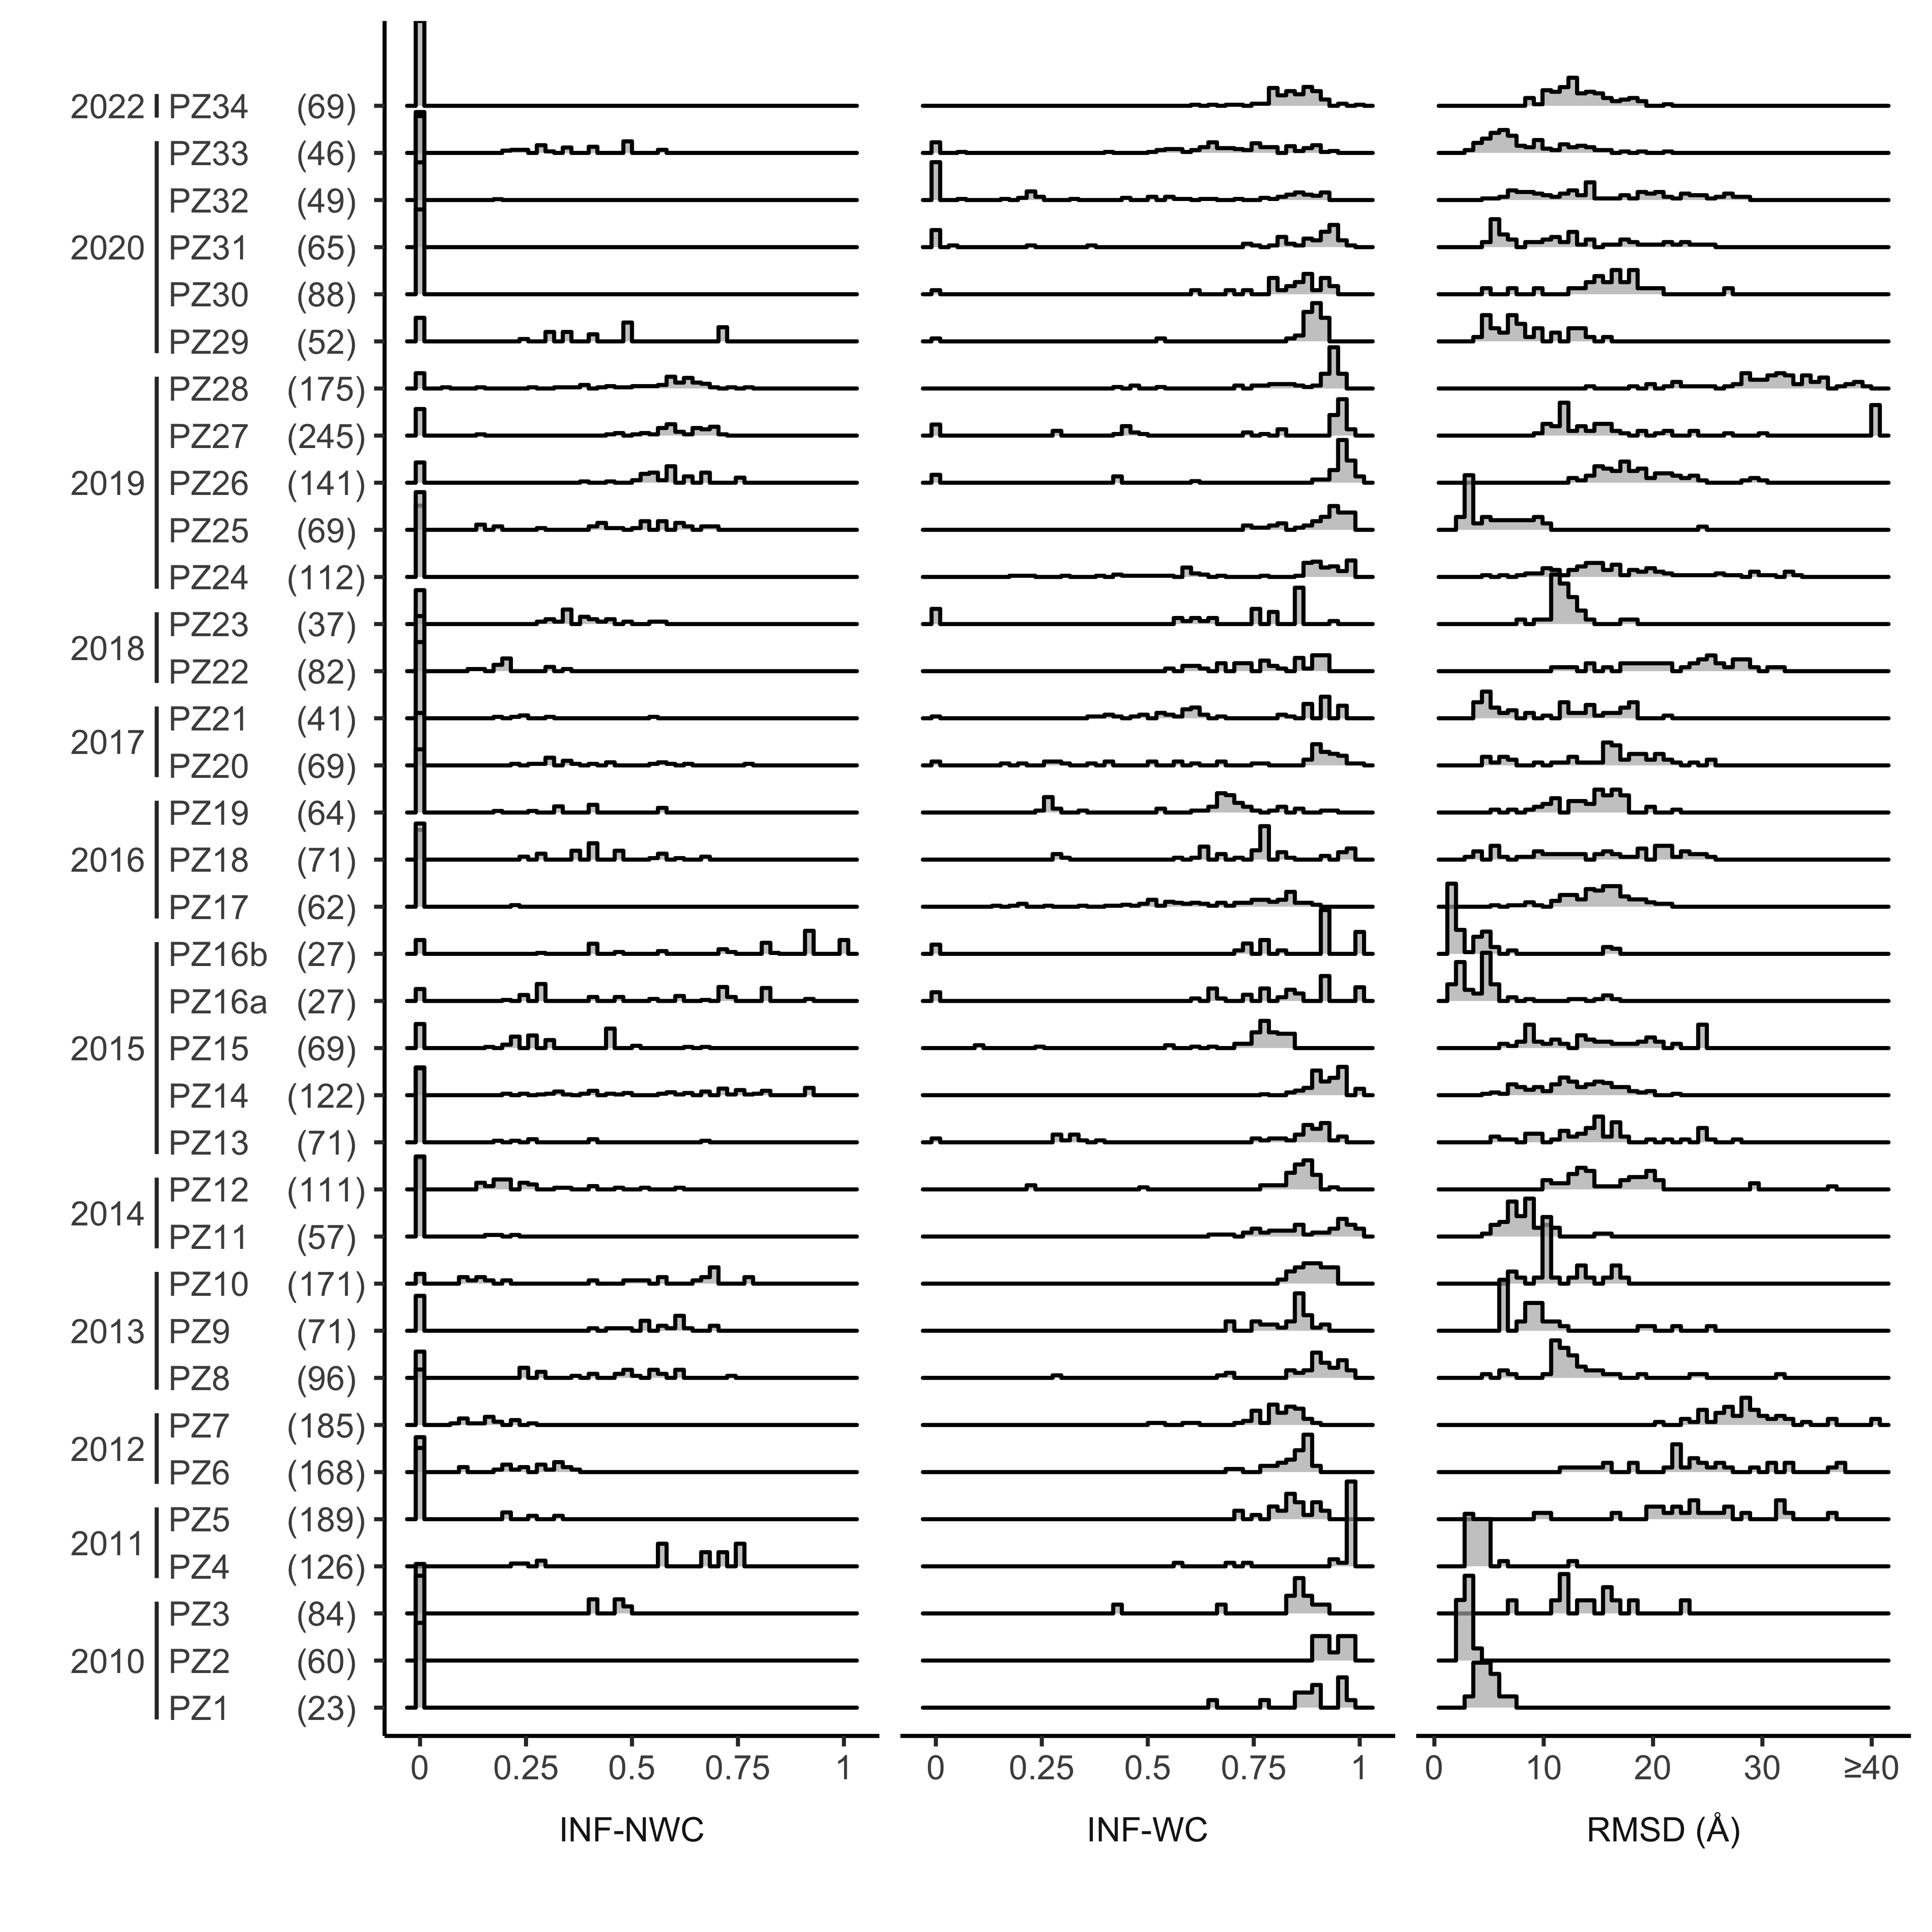 2022 PZ34 (69)
PZ33 (46)
PZ32 (49)
2020 PZ31 (65)
PZ30 (88)
PZ29 (52)
PZ28 (175)
PZ27 (245)
2019 PZ26 (141)
PZ25 (69)
PZ24 (112)
PZ23 (37)
2018
PZ22 (82)
PZ21 (41)
2017
PZ20 (69)
PZ19 (64)
2016 PZ18 (71)
PZ17 (62)
PZ16b (27)
PZ16a (27)
2015 PZ15 (69)
PZ14 (122)
PZ13 (71)
PZ12 (111)
2014
PZ11 (57)
PZ10 (171)
2013 PZ9 (71)
PZ8 (96)
PZ7 (185)
2012
PZ6 (168)
PZ5 (189)
2011
PZ4 (126)
PZ3 (84)
2010 PZ2 (60)
PZ1 (23)
0 0.25 0.5 0.75 1 0 0.25 0.5 0.75 1 0 10 20 30 ≥40
INF-NWC INF-WC RMSD (Å)